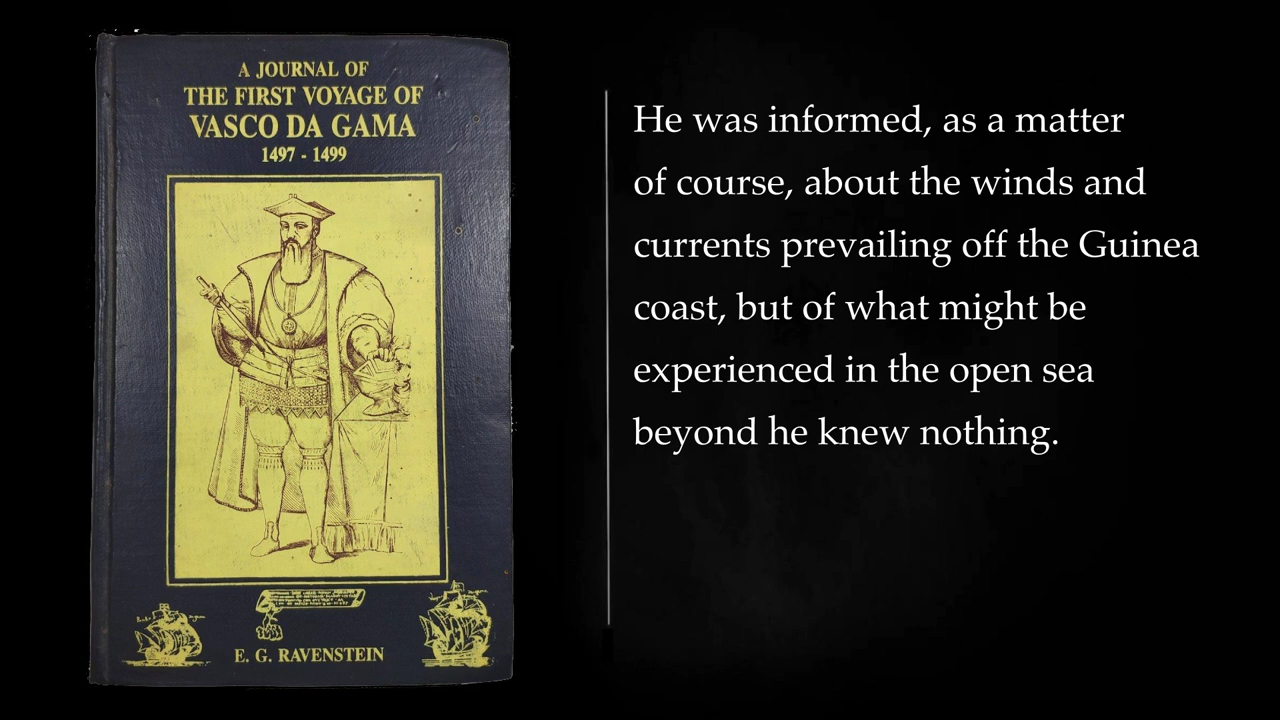 A JOURNAL OF
THE FIRST VOYAGE OF
VASCO DA GAMA
1497 - 1499
E. G. RAVENSTEIN
He was informed, as a matter
of course, about the winds and
currents prevailing off the Guinea
coast, but of what might be
experienced in the open sea
beyond he knew nothing.